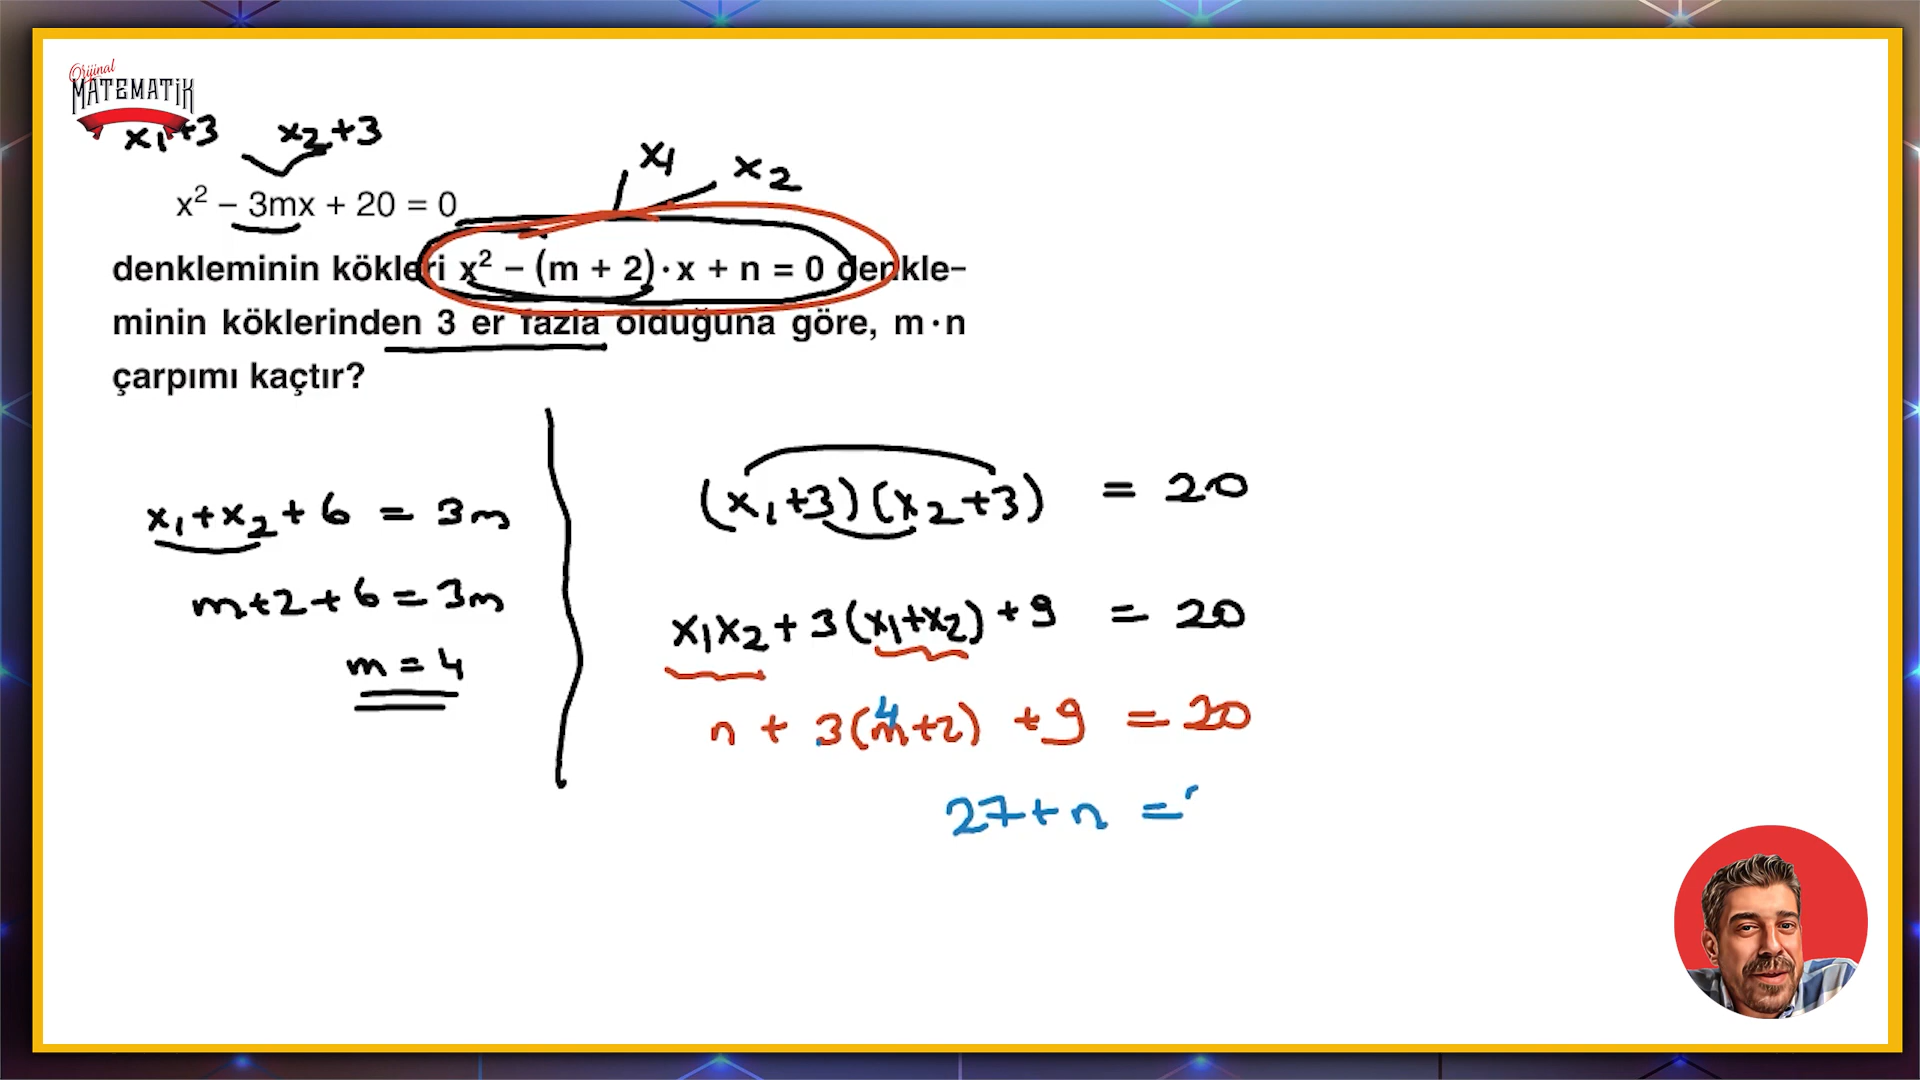 Orijinal
MATEMATİK
x₁+3 x₂+3
x₁ x₂
x² − 3mx + 20 = 0
denkleminin kökleri x² − (m + 2)·x + n = 0 denkle−
minin köklerinden 3 er fazla olduğuna göre, m·n
çarpımı kaçtır?
x₁+x₂+6 = 3m
m+2+6=3m
m=4
(x₁+3)(x₂+3) = 20
x₁x₂+3(x₁+x₂)+9 = 20
4
n + 3(m+2) +9 = 20
27+n =